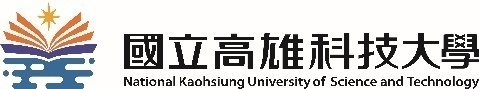 國立高雄科技大學
National Kaohsiung University of Science and Technology